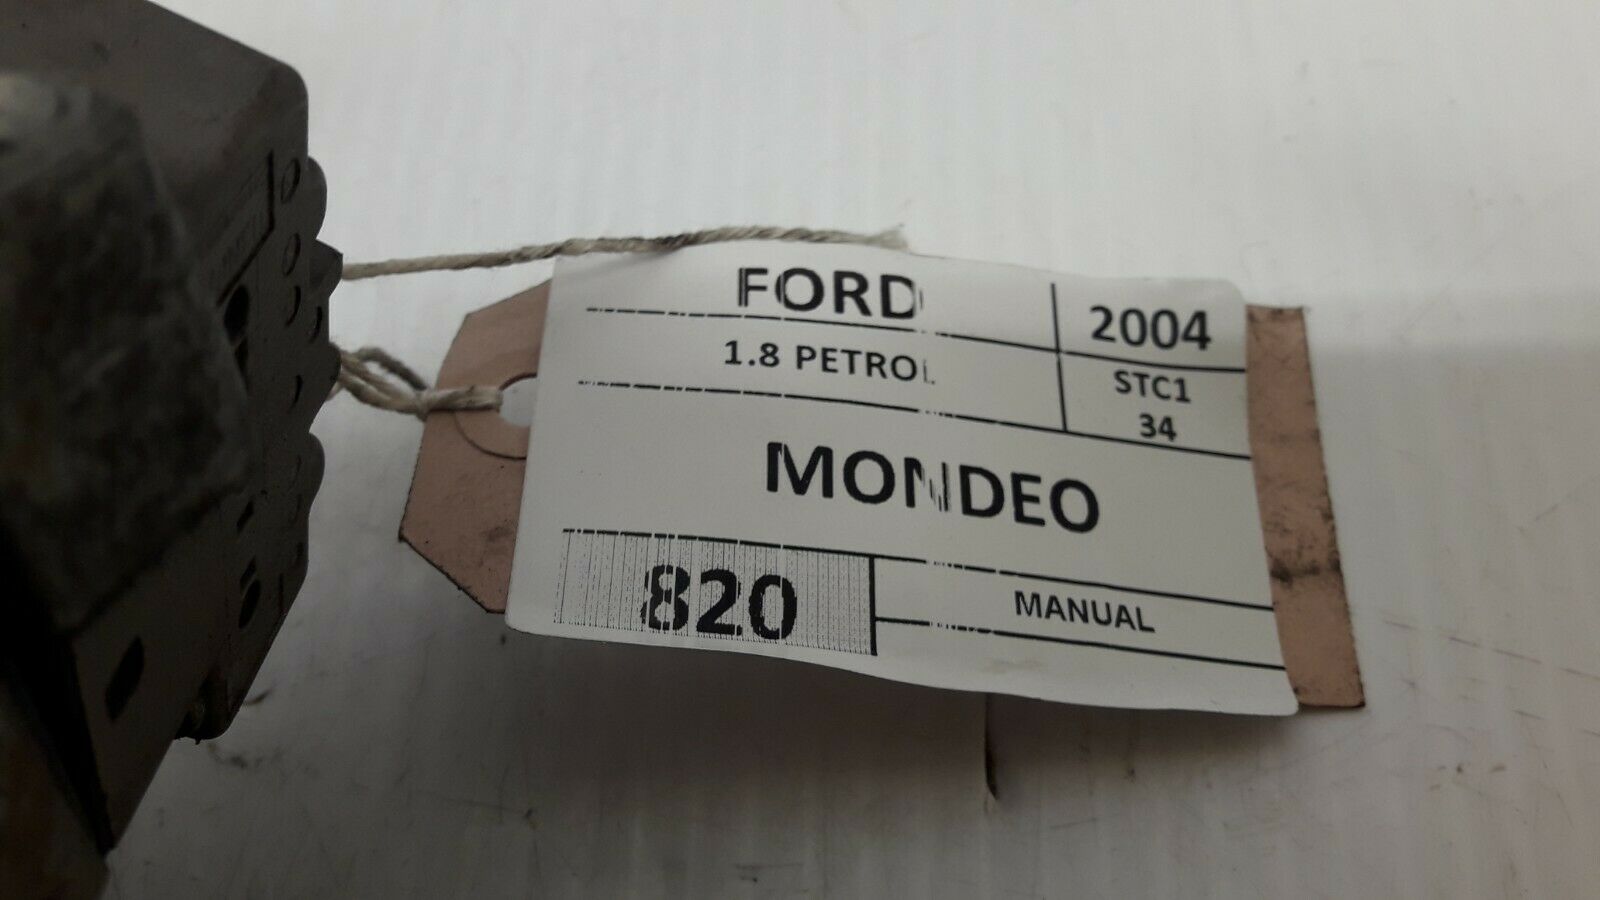 FORD
2004
1.8 PETROL
STC1
34
MONDEO
820
MANUAL